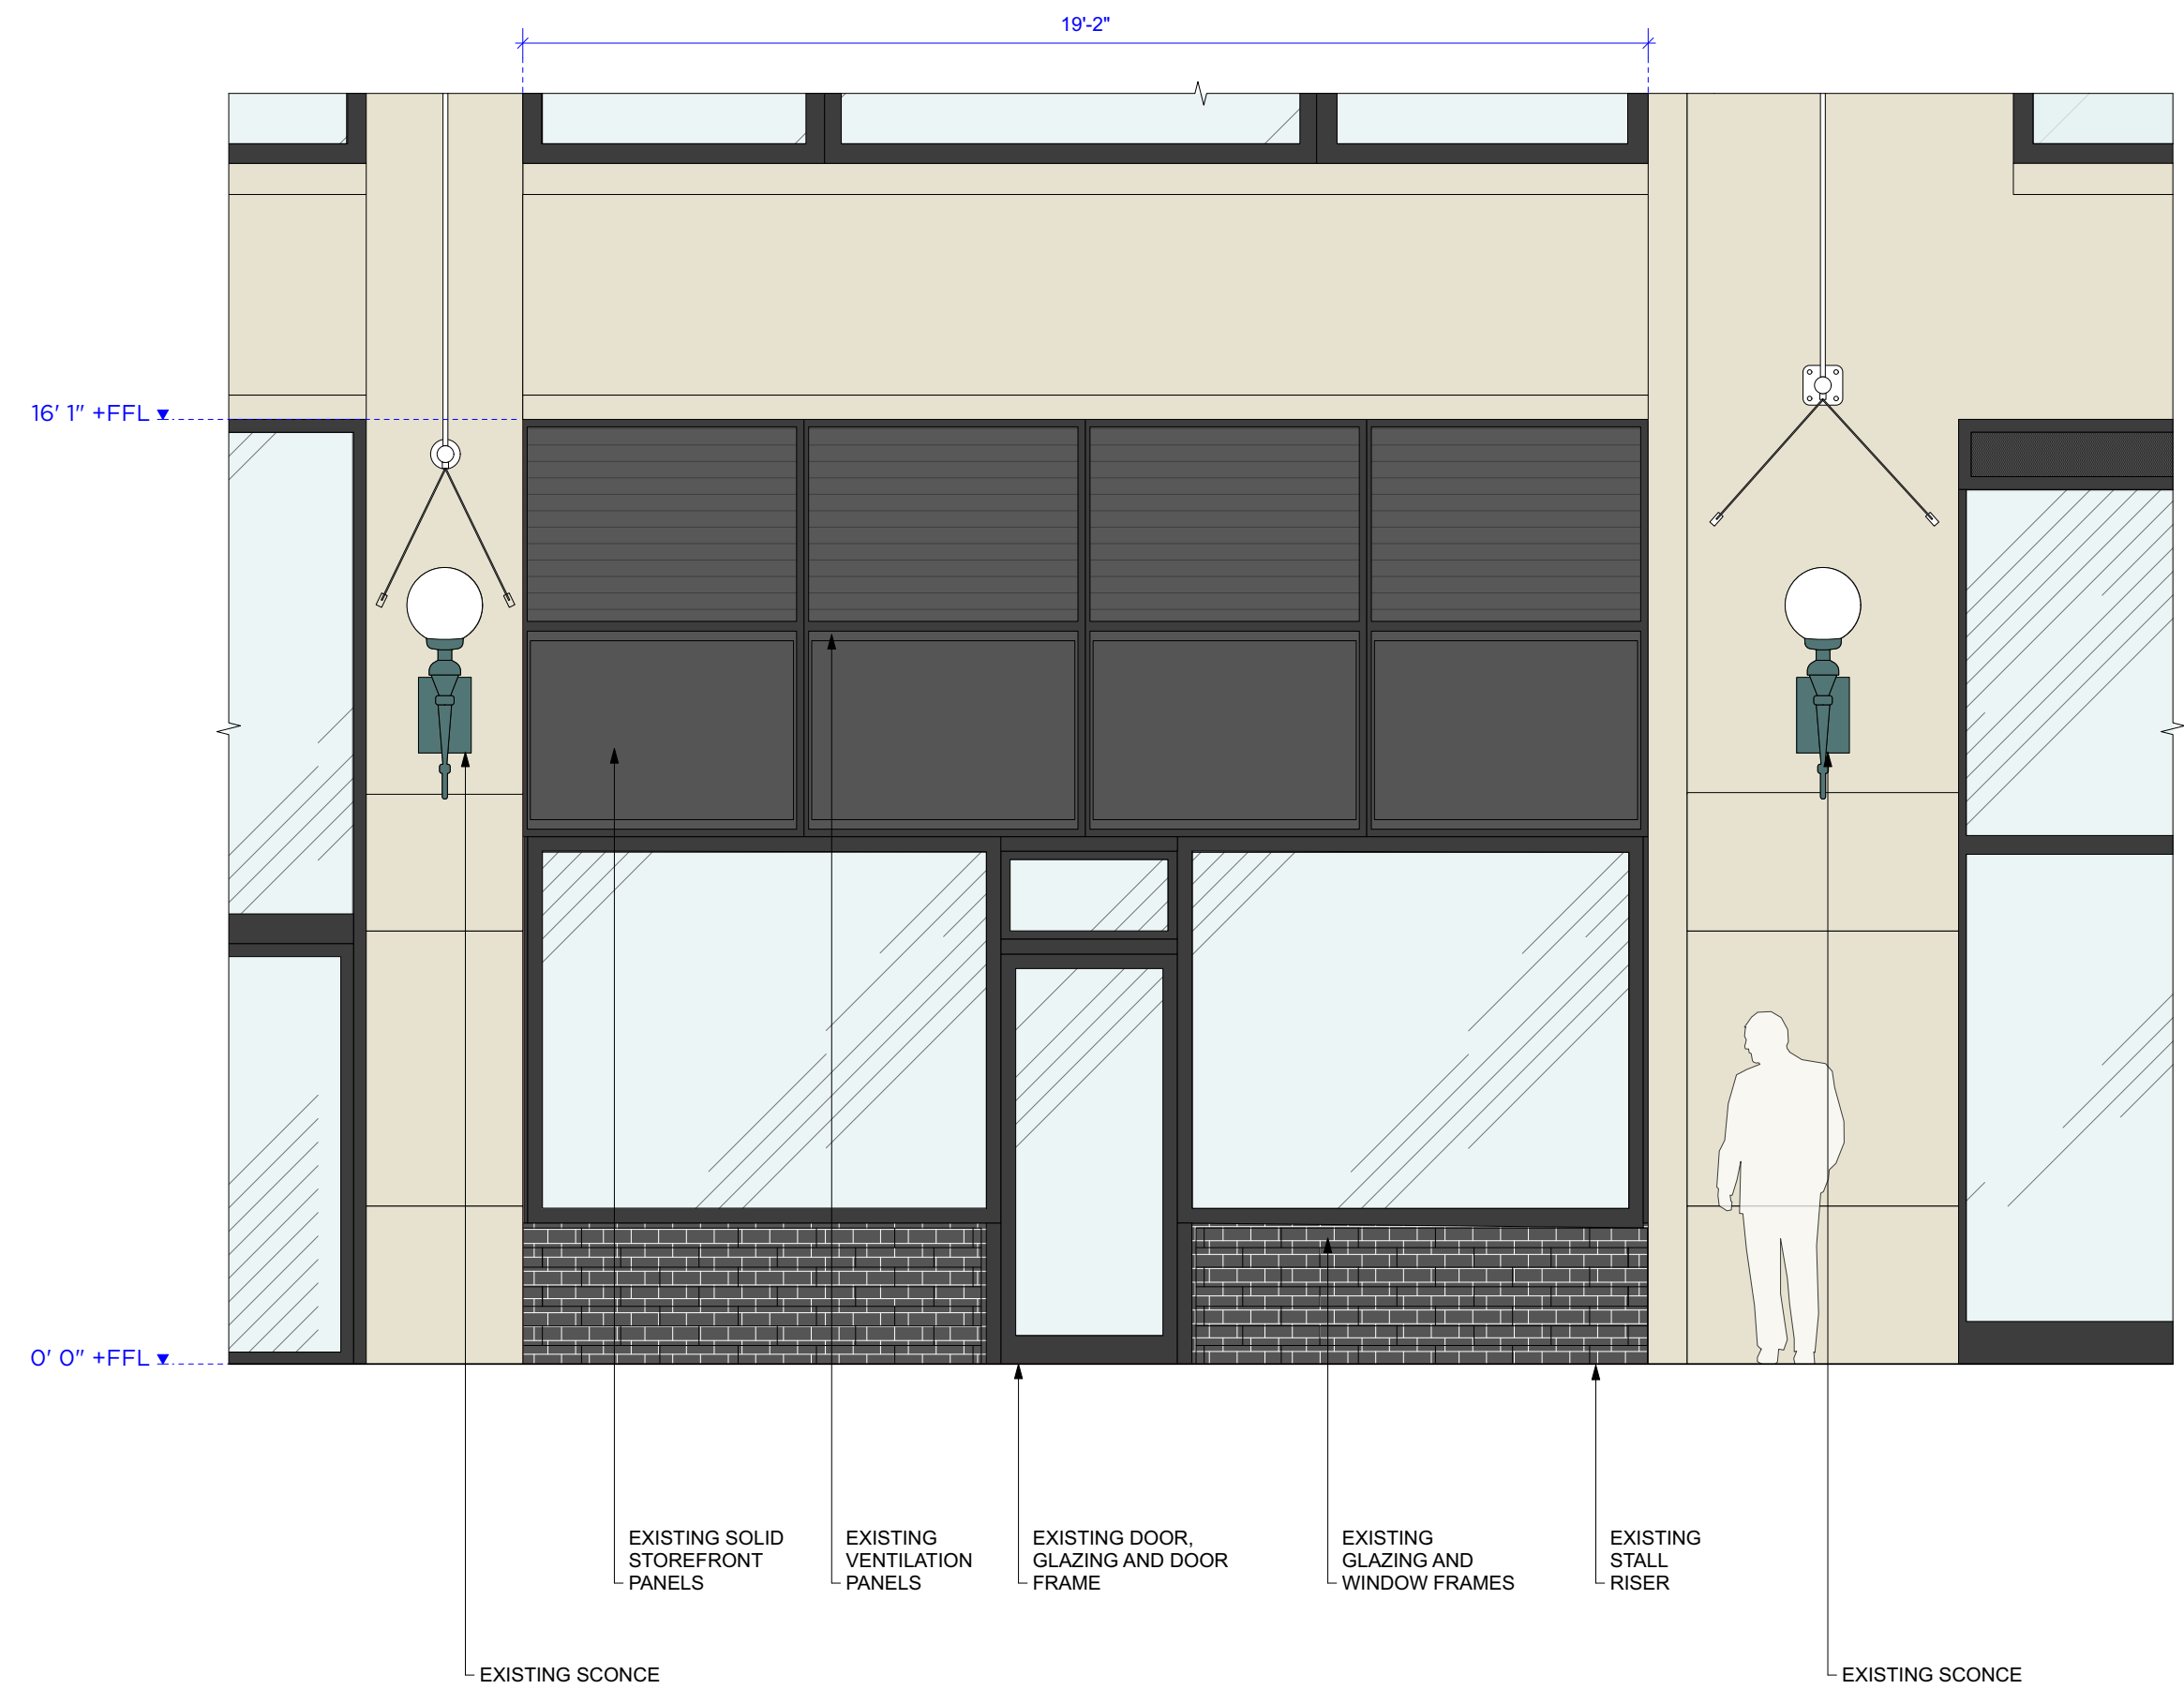 19'-2"
16' 1" +FFL
0' 0" +FFL
EXISTING SOLID
STOREFRONT
PANELS
EXISTING
VENTILATION
PANELS
EXISTING DOOR,
GLAZING AND DOOR
FRAME
EXISTING
GLAZING AND
WINDOW FRAMES
EXISTING
STALL
RISER
EXISTING SCONCE
EXISTING SCONCE